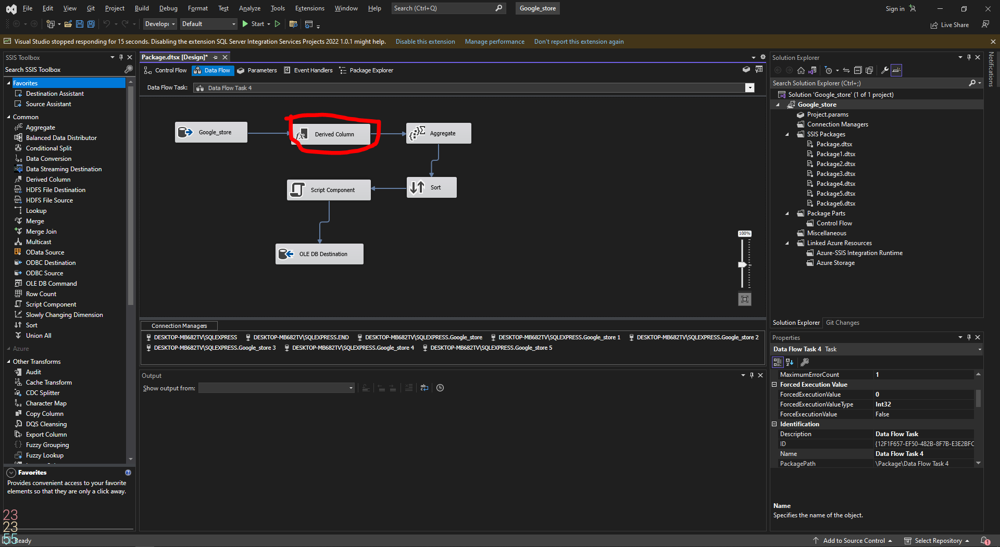 File Edit View Git Project Build Debug Format Test Analyze Tools Extensions Window Help Search (Ctrl+Q) Google_store Sign in
Developi Default Start Live Share
Visual Studio stopped responding for 15 seconds. Disabling the extension SQL Server Integration Services Projects 2022 1.0.1 might help. Disable this extension Manage performance Don't report this extension again
SSIS Toolbox
Search SSIS Toolbox
Favorites
Destination Assistant
Source Assistant
Common
Aggregate
Balanced Data Distributor
Conditional Split
Data Conversion
Data Streaming Destination
Derived Column
HDFS File Destination
HDFS File Source
Lookup
Merge
Merge Join
Multicast
OData Source
ODBC Destination
ODBC Source
OLE DB Command
Row Count
Script Component
Slowly Changing Dimension
Sort
Union All
Azure
Other Transforms
Audit
Cache Transform
CDC Splitter
Character Map
Copy Column
DQS Cleansing
Export Column
Fuzzy Grouping
Fuzzy Lookup
Favorites
Provides convenient access to your favorite
elements so that they are only a click away.
23
23
55
Ready
Package.dtsx [Design]*
Control Flow Data Flow Parameters Event Handlers Package Explorer
Data Flow Task: Data Flow Task 4
Google_store
Derived Column
Aggregate
Script Component
Sort
OLE DB Destination
100%
Connection Managers
DESKTOP-MB682TV\SQLEXPRESS DESKTOP-MB682TV\SQLEXPRESS.END DESKTOP-MB682TV\SQLEXPRESS.Google_store DESKTOP-MB682TV\SQLEXPRESS.Google_store 1 DESKTOP-MB682TV\SQLEXPRESS.Google_store 2
DESKTOP-MB682TV\SQLEXPRESS.Google_store 3 DESKTOP-MB682TV\SQLEXPRESS.Google_store 4 DESKTOP-MB682TV\SQLEXPRESS.Google_store 5
Output
Show output from:
Solution Explorer
Search Solution Explorer (Ctrl+;)
Solution 'Google_store' (1 of 1 project)
Google_store
Project.params
Connection Managers
SSIS Packages
Package.dtsx
Package1.dtsx
Package2.dtsx
Package3.dtsx
Package4.dtsx
Package5.dtsx
Package6.dtsx
Package Parts
Control Flow
Miscellaneous
Linked Azure Resources
Azure-SSIS Integration Runtime
Azure Storage
Solution Explorer Git Changes
Properties
Data Flow Task 4 Task
MaximumErrorCount 1
Forced Execution Value
ForcedExecutionValue 0
ForcedExecutionValueType Int32
ForceExecutionValue False
Identification
Description Data Flow Task
ID {12F1F657-EF50-482B-8F7B-E3E2BFC
Name Data Flow Task 4
PackagePath \Package\Data Flow Task 4
Name
Specifies the name of the object.
Notifications
Add to Source Control Select Repository 1